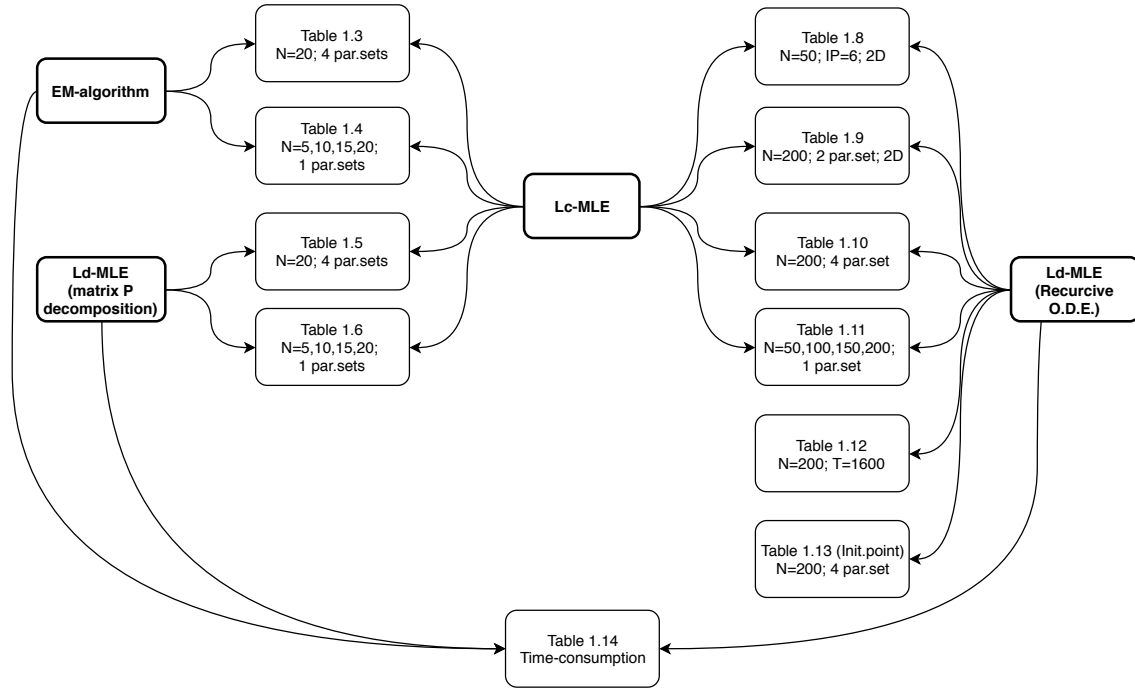 Table 1.3
N=20; 4 par.sets
EM-algorithm
Table 1.4
N=5,10,15,20;
1 par.sets
Table 1.5
N=20; 4 par.sets
Ld-MLE
(matrix P
decomposition)
Table 1.6
N=5,10,15,20;
1 par.sets
Lc-MLE
Table 1.8
N=50; IP=6; 2D
Table 1.9
N=200; 2 par.set; 2D
Table 1.10
N=200; 4 par.set
Ld-MLE
(Recurcive
O.D.E.)
Table 1.11
N=50,100,150,200;
1 par.set
Table 1.12
N=200; T=1600
Table 1.13 (Init.point)
N=200; 4 par.set
Table 1.14
Time-consumption